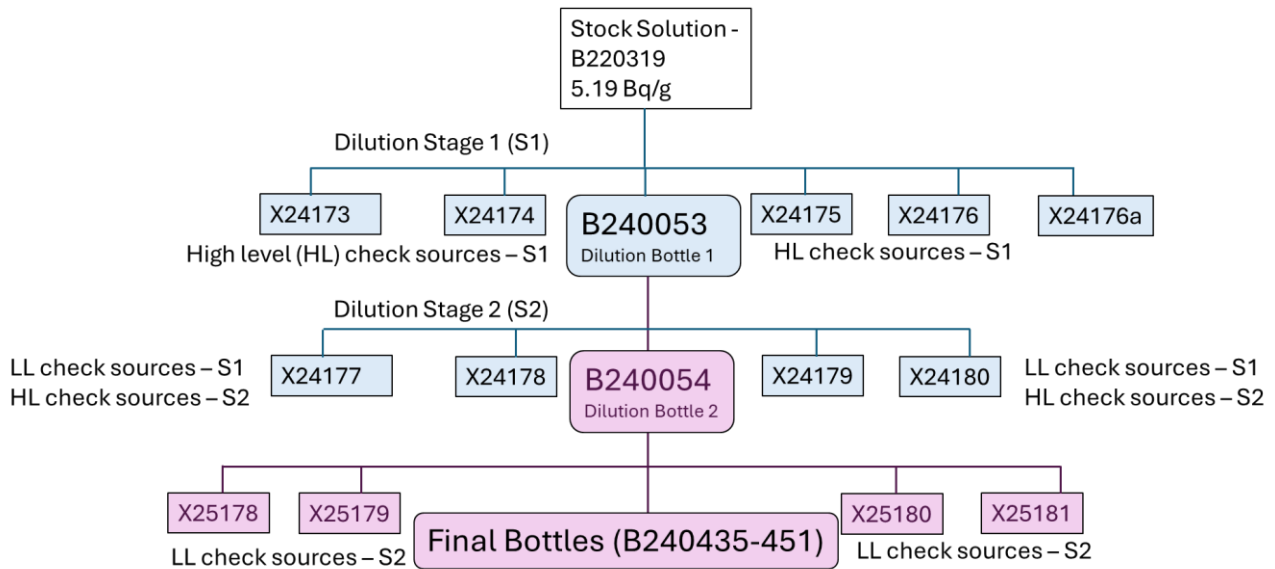 Stock Solution -
B220319
5.19 Bq/g
Dilution Stage 1 (S1)
X24173
X24174
B240053
Dilution Bottle 1
X24175
X24176
X24176a
High level (HL) check sources – S1
HL check sources – S1
Dilution Stage 2 (S2)
LL check sources – S1
HL check sources – S2
X24177
X24178
B240054
Dilution Bottle 2
X24179
X24180
LL check sources – S1
HL check sources – S2
X25178
X25179
Final Bottles (B240435-451)
X25180
X25181
LL check sources – S2
LL check sources – S2